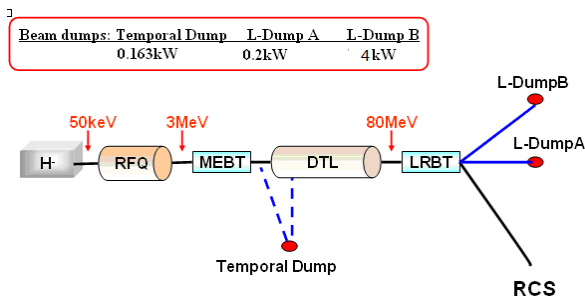 Beam dumps: Temporal Dump L-Dump A L-Dump B
0.163kW 0.2kW 4kW
L-DumpB
50keV 3MeV 80MeV
L-DumpA
H- RFQ MEBT DTL LRBT
Temporal Dump
RCS